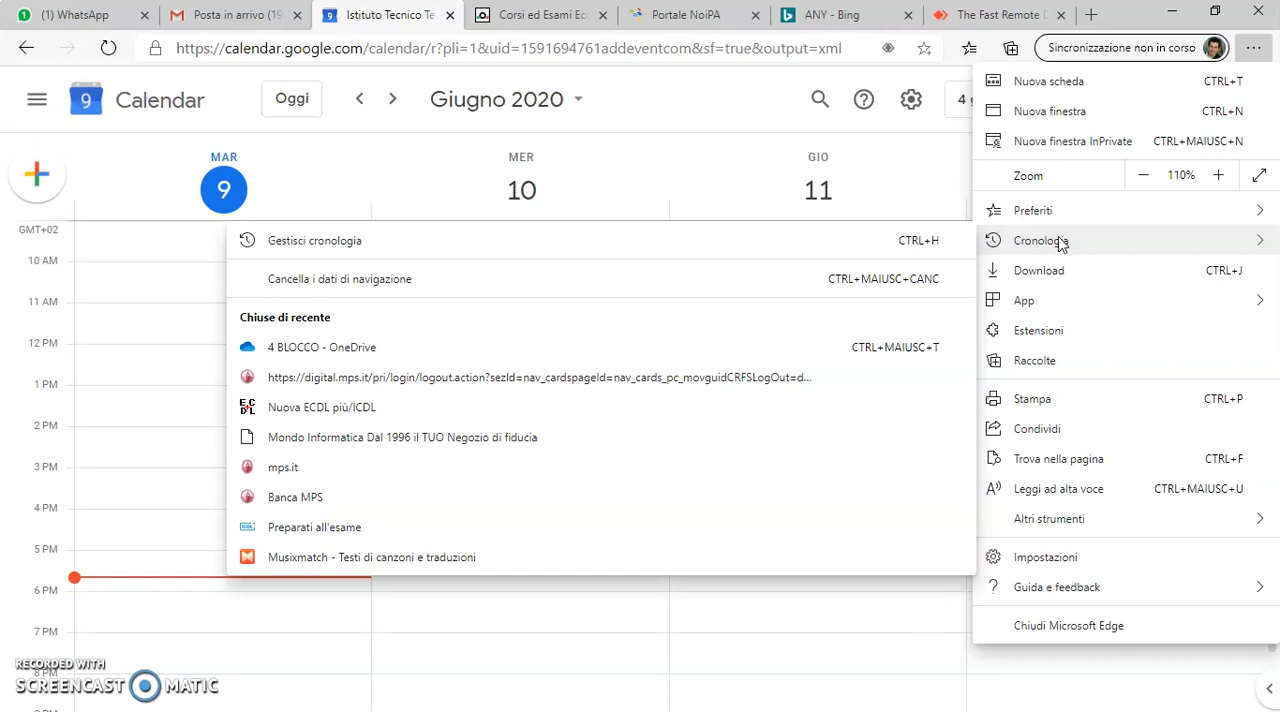 (1) WhatsApp
Posta in arrivo (19
Istituto Tecnico Te
Corsi ed Esami Ec
Portale NoiPA
ANY - Bing
The Fast Remote D
https://calendar.google.com/calendar/r?pli=1&uid=1591694761addeventcom&sf=true&output=xml
Sincronizzazione non in corso
9
Calendar
Oggi
Giugno 2020
4 g
MAR
9
MER
10
GIO
11
GMT+02
10 AM
11 AM
12 PM
1 PM
2 PM
3 PM
4 PM
5 PM
6 PM
7 PM
8 PM
Gestisci cronologia CTRL+H
Cancella i dati di navigazione CTRL+MAIUSC+CANC
Chiuse di recente
4 BLOCCO - OneDrive CTRL+MAIUSC+T
https://digital.mps.it/pri/login/logout.action?sezId=nav_cardspageId=nav_cards_pc_movguidCRFSLogOut=d...
Nuova ECDL più/ICDL
Mondo Informatica Dal 1996 il TUO Negozio di fiducia
mps.it
Banca MPS
Preparati all'esame
Musixmatch - Testi di canzoni e traduzioni
Nuova scheda CTRL+T
Nuova finestra CTRL+N
Nuova finestra InPrivate CTRL+MAIUSC+N
Zoom 110%
Preferiti
Cronologia
Download CTRL+J
App
Estensioni
Raccolte
Stampa CTRL+P
Condividi
Trova nella pagina CTRL+F
Leggi ad alta voce CTRL+MAIUSC+U
Altri strumenti
Impostazioni
Guida e feedback
Chiudi Microsoft Edge
RECORDED WITH
SCREENCAST MATIC